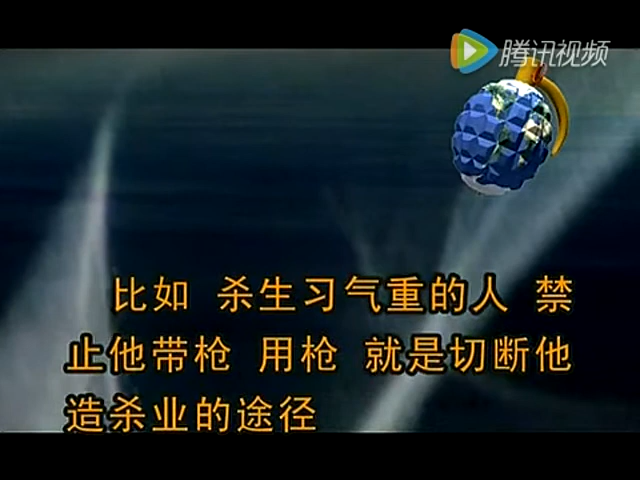 腾讯视频
比如 杀生习气重的人 禁
止他带枪 用枪 就是切断他
造杀业的途径